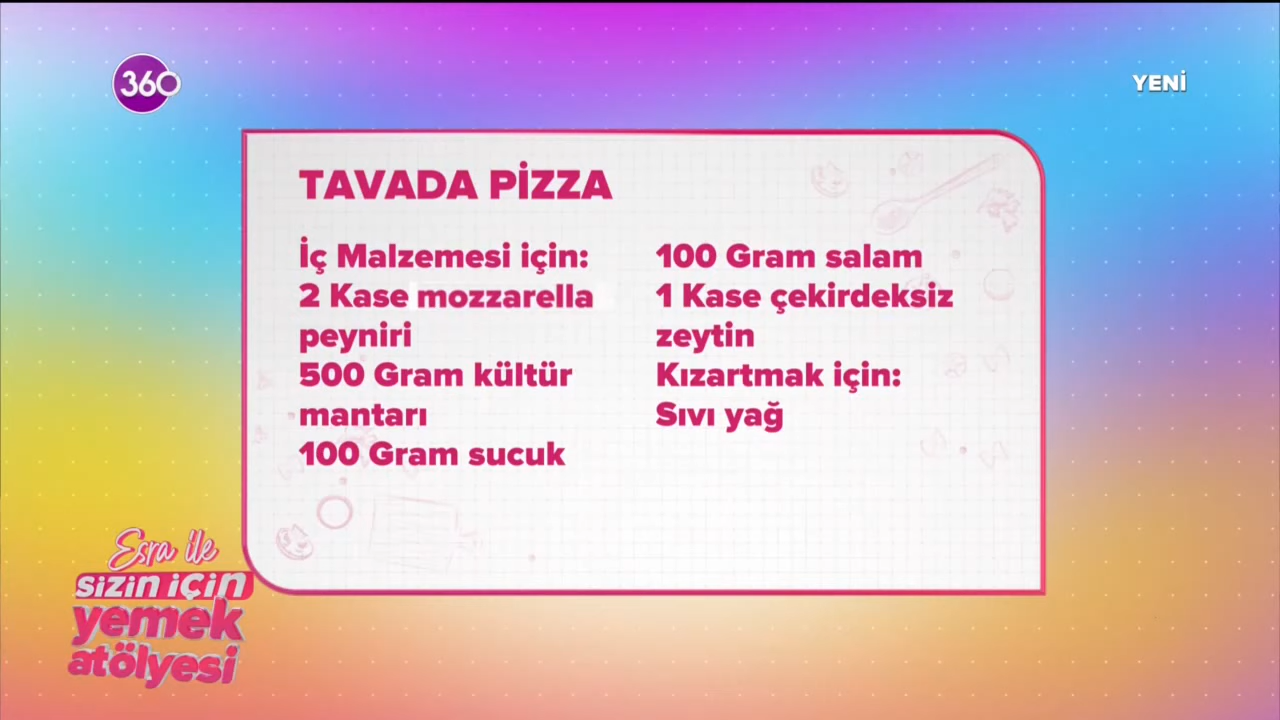 360
YENİ
TAVADA PİZZA
İç Malzemesi için:
2 Kase mozzarella
peyniri
500 Gram kültür
mantarı
100 Gram sucuk
100 Gram salam
1 Kase çekirdeksiz
zeytin
Kızartmak için:
Sıvı yağ
Esra ile
sizin için
yemek
atölyesi